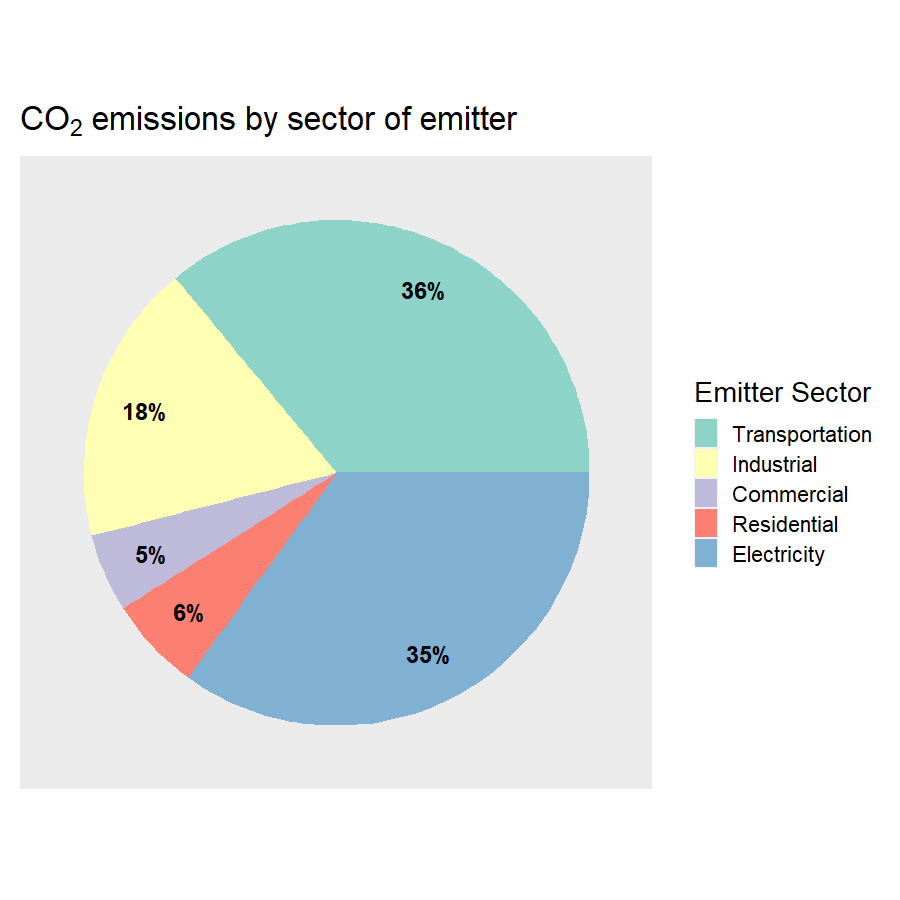 CO₂ emissions by sector of emitter
36%
18%
5%
6%
35%
Emitter Sector
Transportation
Industrial
Commercial
Residential
Electricity